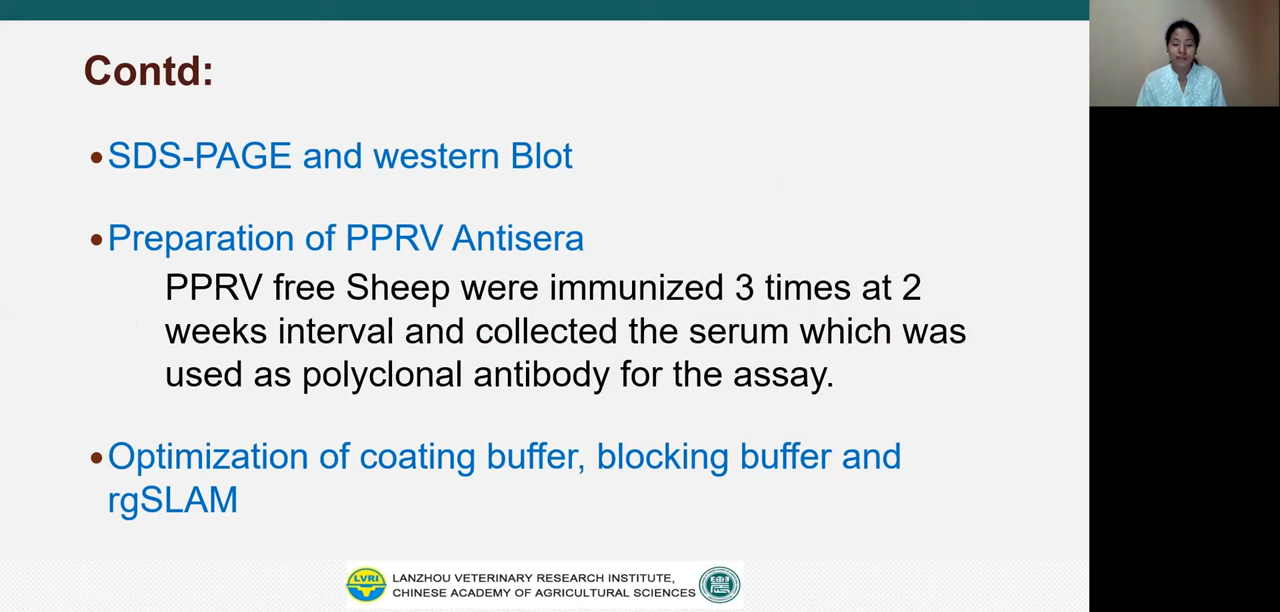 Contd:
•SDS-PAGE and western Blot
•Preparation of PPRV Antisera
PPRV free Sheep were immunized 3 times at 2
weeks interval and collected the serum which was
used as polyclonal antibody for the assay.
•Optimization of coating buffer, blocking buffer and
rgSLAM
LVRI
LANZHOU VETERINARY RESEARCH INSTITUTE,
CHINESE ACADEMY OF AGRICULTURAL SCIENCES